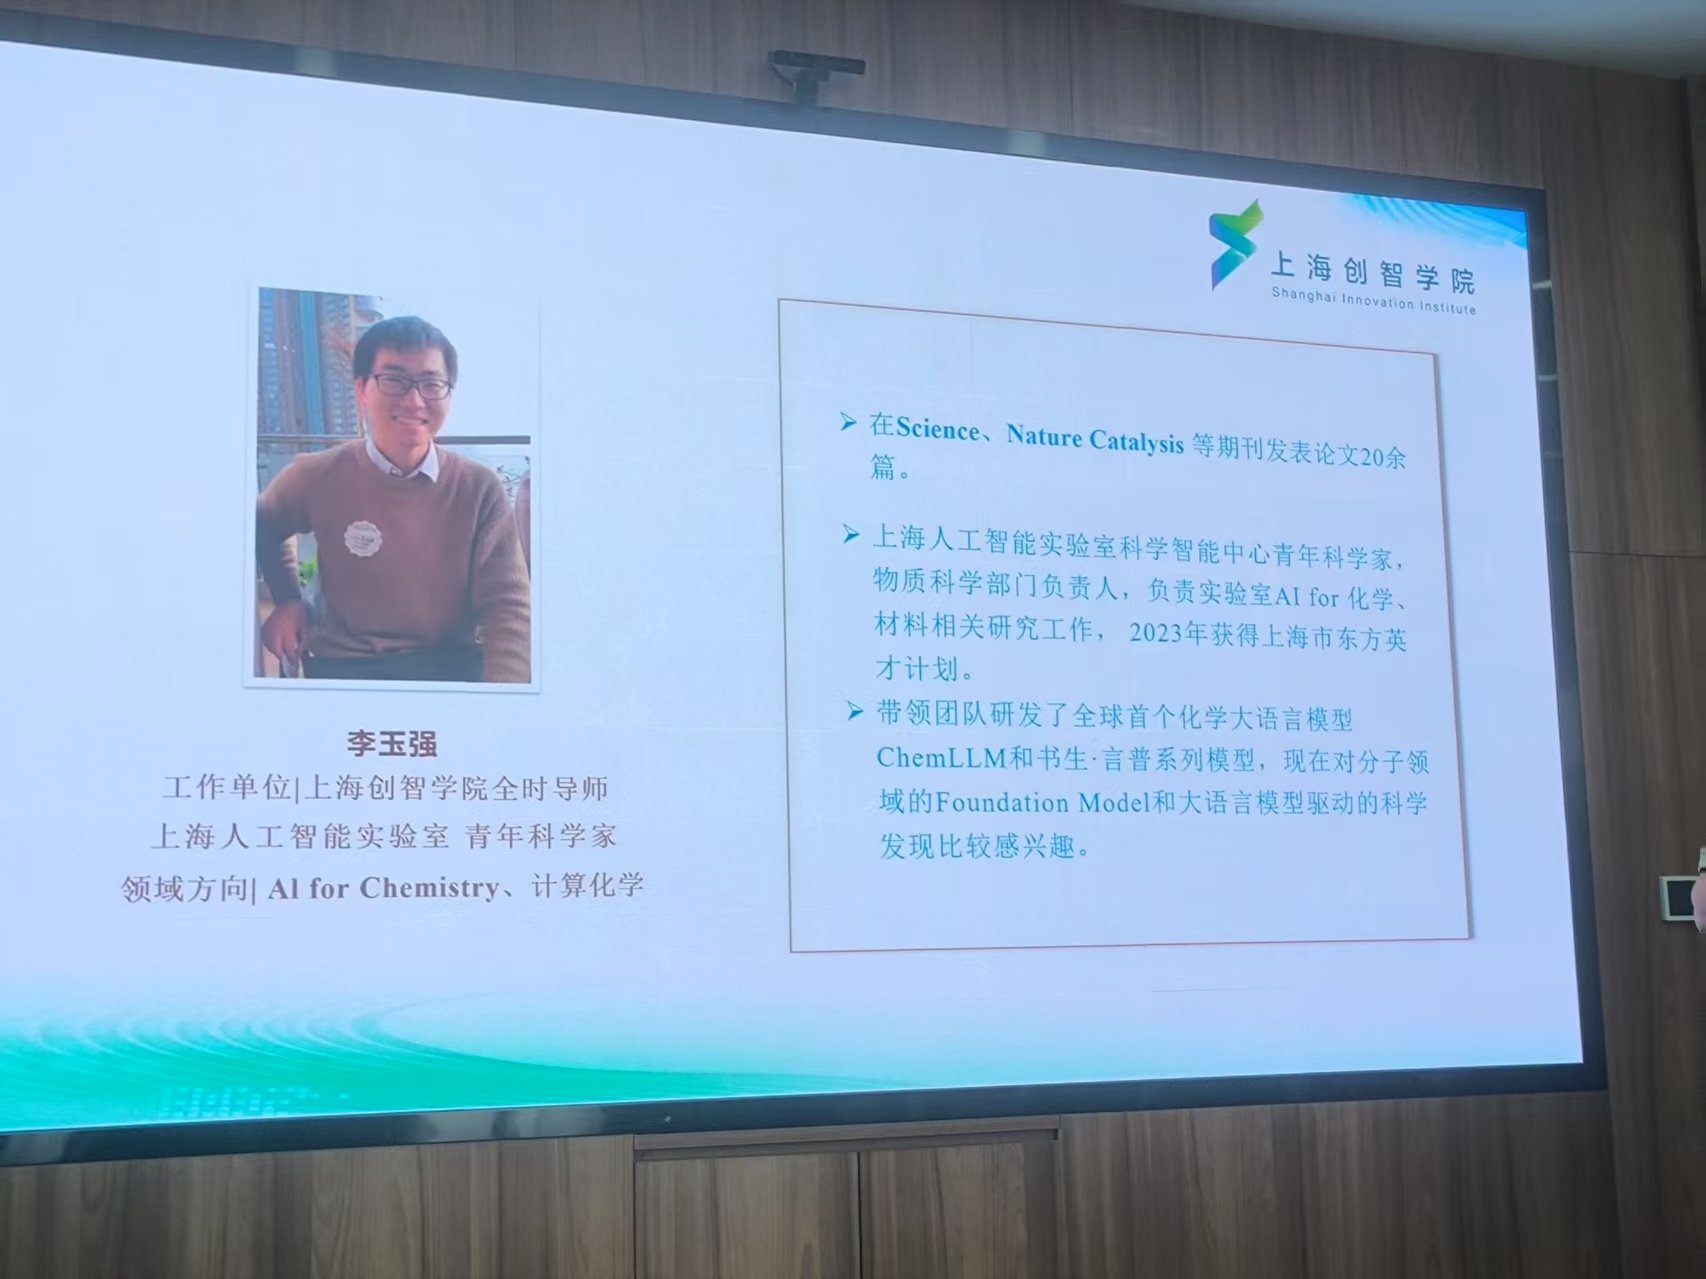 上海创智学院
Shanghai Innovation Institute
李玉强
工作单位|上海创智学院全时导师
上海人工智能实验室 青年科学家
领域方向| AI for Chemistry、计算化学
➢ 在Science、Nature Catalysis 等期刊发表论文20余
篇。
➢ 上海人工智能实验室科学智能中心青年科学家，
物质科学部门负责人，负责实验室AI for 化学、
材料相关研究工作， 2023年获得上海市东方英
才计划。
➢ 带领团队研发了全球首个化学大语言模型
ChemLLM和书生·言普系列模型，现在对分子领
域的Foundation Model和大语言模型驱动的科学
发现比较感兴趣。